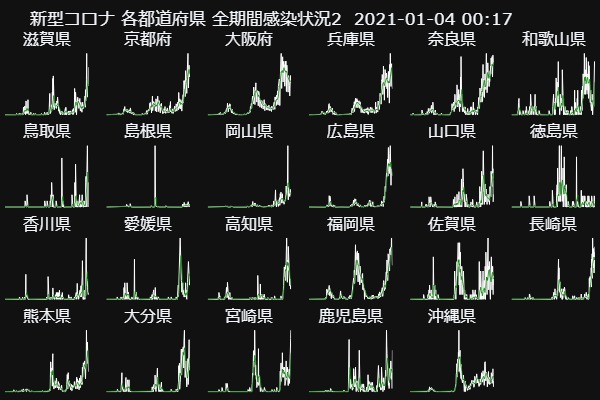 新型コロナ 各都道府県 全期間感染状況2 2021-01-04 00:17
滋賀県 京都府 大阪府 兵庫県 奈良県 和歌山県
鳥取県 島根県 岡山県 広島県 山口県 徳島県
香川県 愛媛県 高知県 福岡県 佐賀県 長崎県
熊本県 大分県 宮崎県 鹿児島県 沖縄県